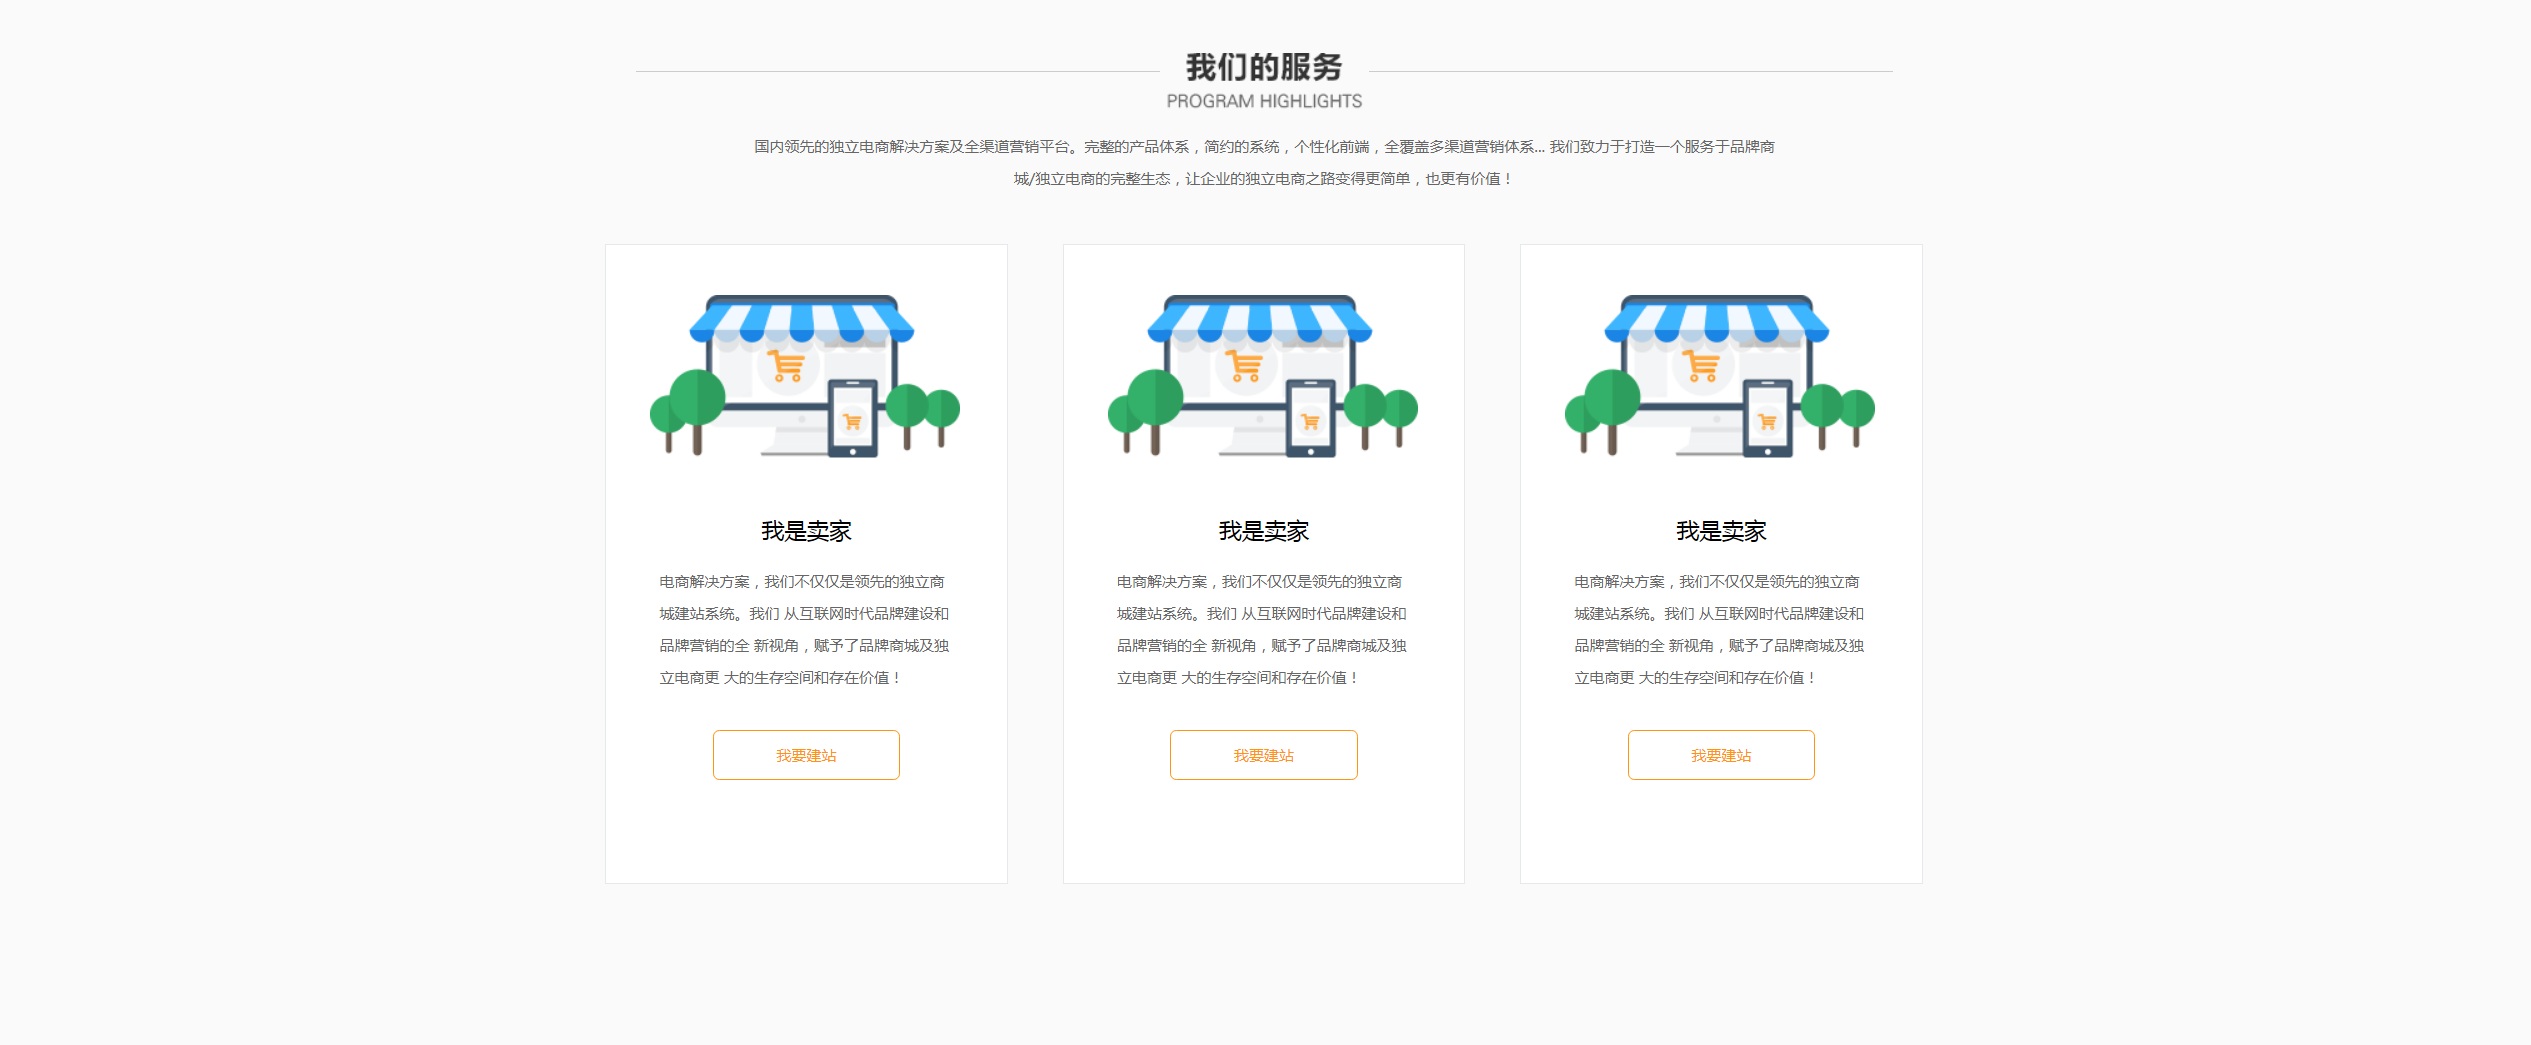 我们的服务
PROGRAM HIGHLIGHTS
国内领先的独立电商解决方案及全渠道营销平台。完整的产品体系，简约的系统，个性化前端，全覆盖多渠道营销体系... 我们致力于打造一个服务于品牌商
城/独立电商的完整生态，让企业的独立电商之路变得更简单，也更有价值！
我是卖家
电商解决方案，我们不仅仅是领先的独立商
城建站系统。我们 从互联网时代品牌建设和
品牌营销的全 新视角，赋予了品牌商城及独
立电商更 大的生存空间和存在价值！
我要建站
我是卖家
电商解决方案，我们不仅仅是领先的独立商
城建站系统。我们 从互联网时代品牌建设和
品牌营销的全 新视角，赋予了品牌商城及独
立电商更 大的生存空间和存在价值！
我要建站
我是卖家
电商解决方案，我们不仅仅是领先的独立商
城建站系统。我们 从互联网时代品牌建设和
品牌营销的全 新视角，赋予了品牌商城及独
立电商更 大的生存空间和存在价值！
我要建站